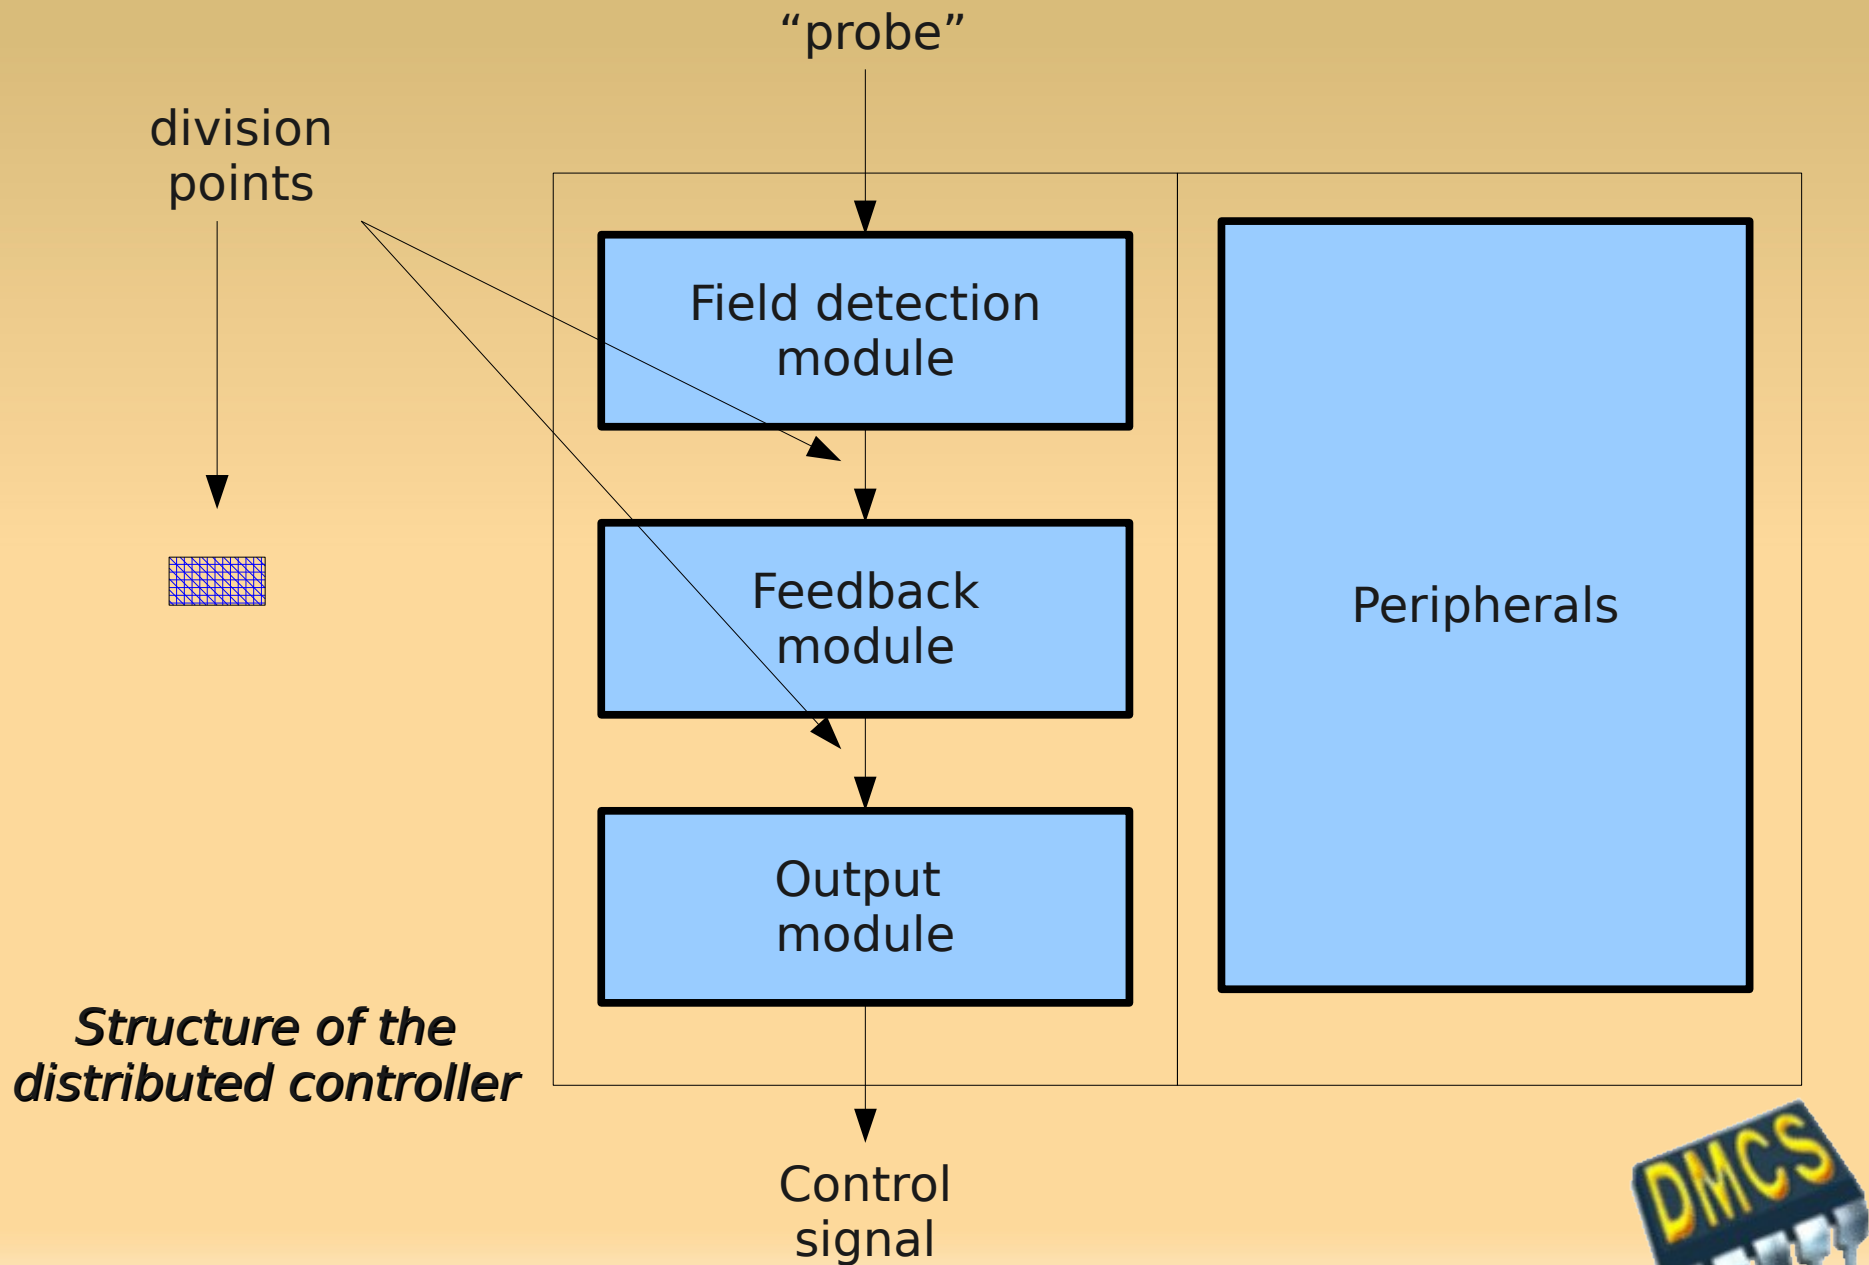 “probe”
division
points
Field detection
module
Feedback
module
Peripherals
Output
module
Structure of the
distributed controller
Control
signal
DMCS